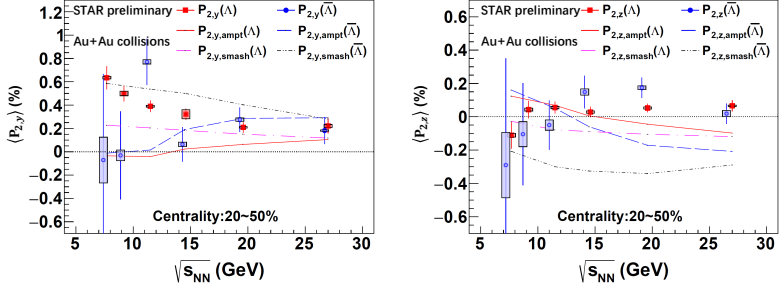 STAR preliminary
Au+Au collisions
P2,y(Λ)
P2,y(Λ̅)
P2,y,ampt(Λ)
P2,y,ampt(Λ̅)
P2,y,smash(Λ)
P2,y,smash(Λ̅)
⟨P2,y⟩ (%)
1.2
1
0.8
0.6
0.4
0.2
0
−0.2
−0.4
−0.6
Centrality:20~50%
5 10 15 20 25 30
√sNN (GeV)
STAR preliminary
Au+Au collisions
P2,z(Λ)
P2,z(Λ̅)
P2,z,ampt(Λ)
P2,z,ampt(Λ̅)
P2,z,smash(Λ)
P2,z,smash(Λ̅)
⟨P2,z⟩ (%)
0.6
0.4
0.2
0
−0.2
−0.4
−0.6
Centrality:20~50%
5 10 15 20 25 30
√sNN (GeV)